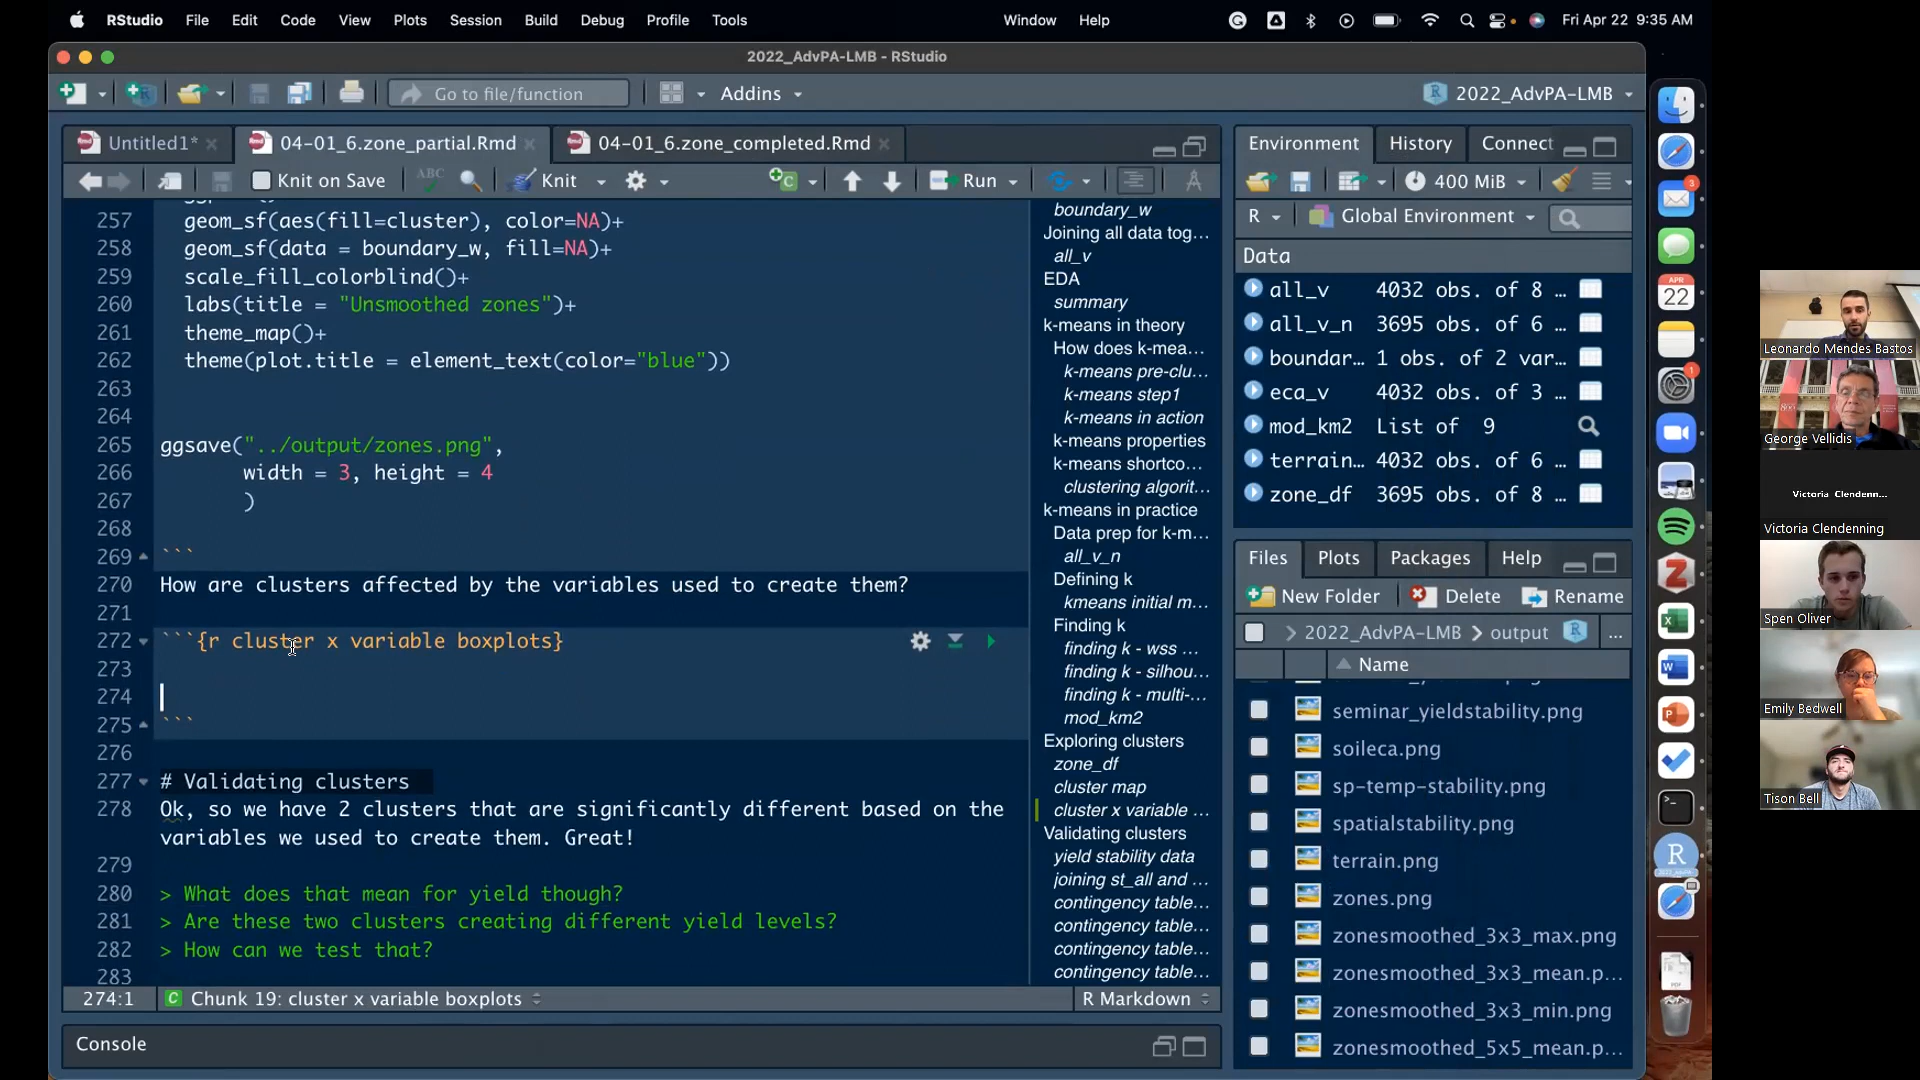 RStudio File Edit Code View Plots Session Build Debug Profile Tools Window Help Fri Apr 22 9:35 AM
2022_AdvPA-LMB - RStudio
Go to file/function Addins 2022_AdvPA-LMB
Untitled1* 04-01_6.zone_partial.Rmd 04-01_6.zone_completed.Rmd
Knit on Save ABC Knit Run
257 geom_sf(aes(fill=cluster), color=NA)+
258 geom_sf(data = boundary_w, fill=NA)+
259 scale_fill_colorblind()+
260 labs(title = "Unsmoothed zones")+
261 theme_map()+
262 theme(plot.title = element_text(color="blue"))
263
264
265 ggsave("../output/zones.png",
266 width = 3, height = 4
267 )
268
269 ```
270 How are clusters affected by the variables used to create them?
271
272 ```{r cluster x variable boxplots}
273
274
275 ```
276
277 # Validating clusters
278 Ok, so we have 2 clusters that are significantly different based on the
variables we used to create them. Great!
279
280 > What does that mean for yield though?
281 > Are these two clusters creating different yield levels?
282 > How can we test that?
283
274:1 Chunk 19: cluster x variable boxplots R Markdown
Console
boundary_w
Joining all data tog...
all_v
EDA
summary
k-means in theory
How does k-mea...
k-means pre-clu...
k-means step1
k-means in action
k-means properties
k-means shortco...
clustering algorit...
k-means in practice
Data prep for k-m...
all_v_n
Defining k
kmeans initial m...
Finding k
finding k - wss ...
finding k - silhou...
finding k - multi-...
mod_km2
Exploring clusters
zone_df
cluster map
cluster x variable ...
Validating clusters
yield stability data
joining st_all and ...
contingency table...
contingency table...
contingency table...
contingency table...
Environment History Connect
400 MiB
R Global Environment
Data
all_v 4032 obs. of 8 …
all_v_n 3695 obs. of 6 …
boundar… 1 obs. of 2 var…
eca_v 4032 obs. of 3 …
mod_km2 List of 9
terrain… 4032 obs. of 6 …
zone_df 3695 obs. of 8 …
Files Plots Packages Help
New Folder Delete Rename
2022_AdvPA-LMB output ...
Name
seminar_yieldstability.png
soileca.png
sp-temp-stability.png
spatialstability.png
terrain.png
zones.png
zonesmoothed_3x3_max.png
zonesmoothed_3x3_mean.p...
zonesmoothed_3x3_min.png
zonesmoothed_5x5_mean.p...
3
APR
22
1
Leonardo Mendes Bastos
George Vellidis
Victoria Clendenn...
Victoria Clendenning
Spen Oliver
Emily Bedwell
Tison Bell